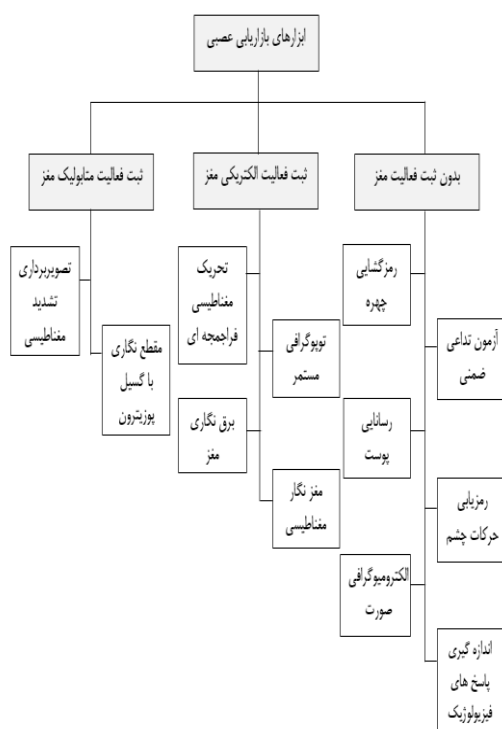 ابزارهای بازاریابی عصبی
بدون ثبت فعالیت مغز
ثبت فعالیت الکتریکی مغز
ثبت فعالیت متابولیک مغز
رمزگشایی
چهره
آزمون تداعی
ضمنی
رسانایی
پوست
رمزیابی
حرکات چشم
الکترومیوگرافی
صورت
اندازه گیری
پاسخ های
فیزیولوژیک
تحریک
مغناطیسی
فراجمجه ای
توپوگرافی
مستمر
برق نگاری
مغز
مغز نگار
مغناطیسی
تصویربرداری
تشدید
مغناطیسی
مقطع نگاری
با گسیل
پوزیترون